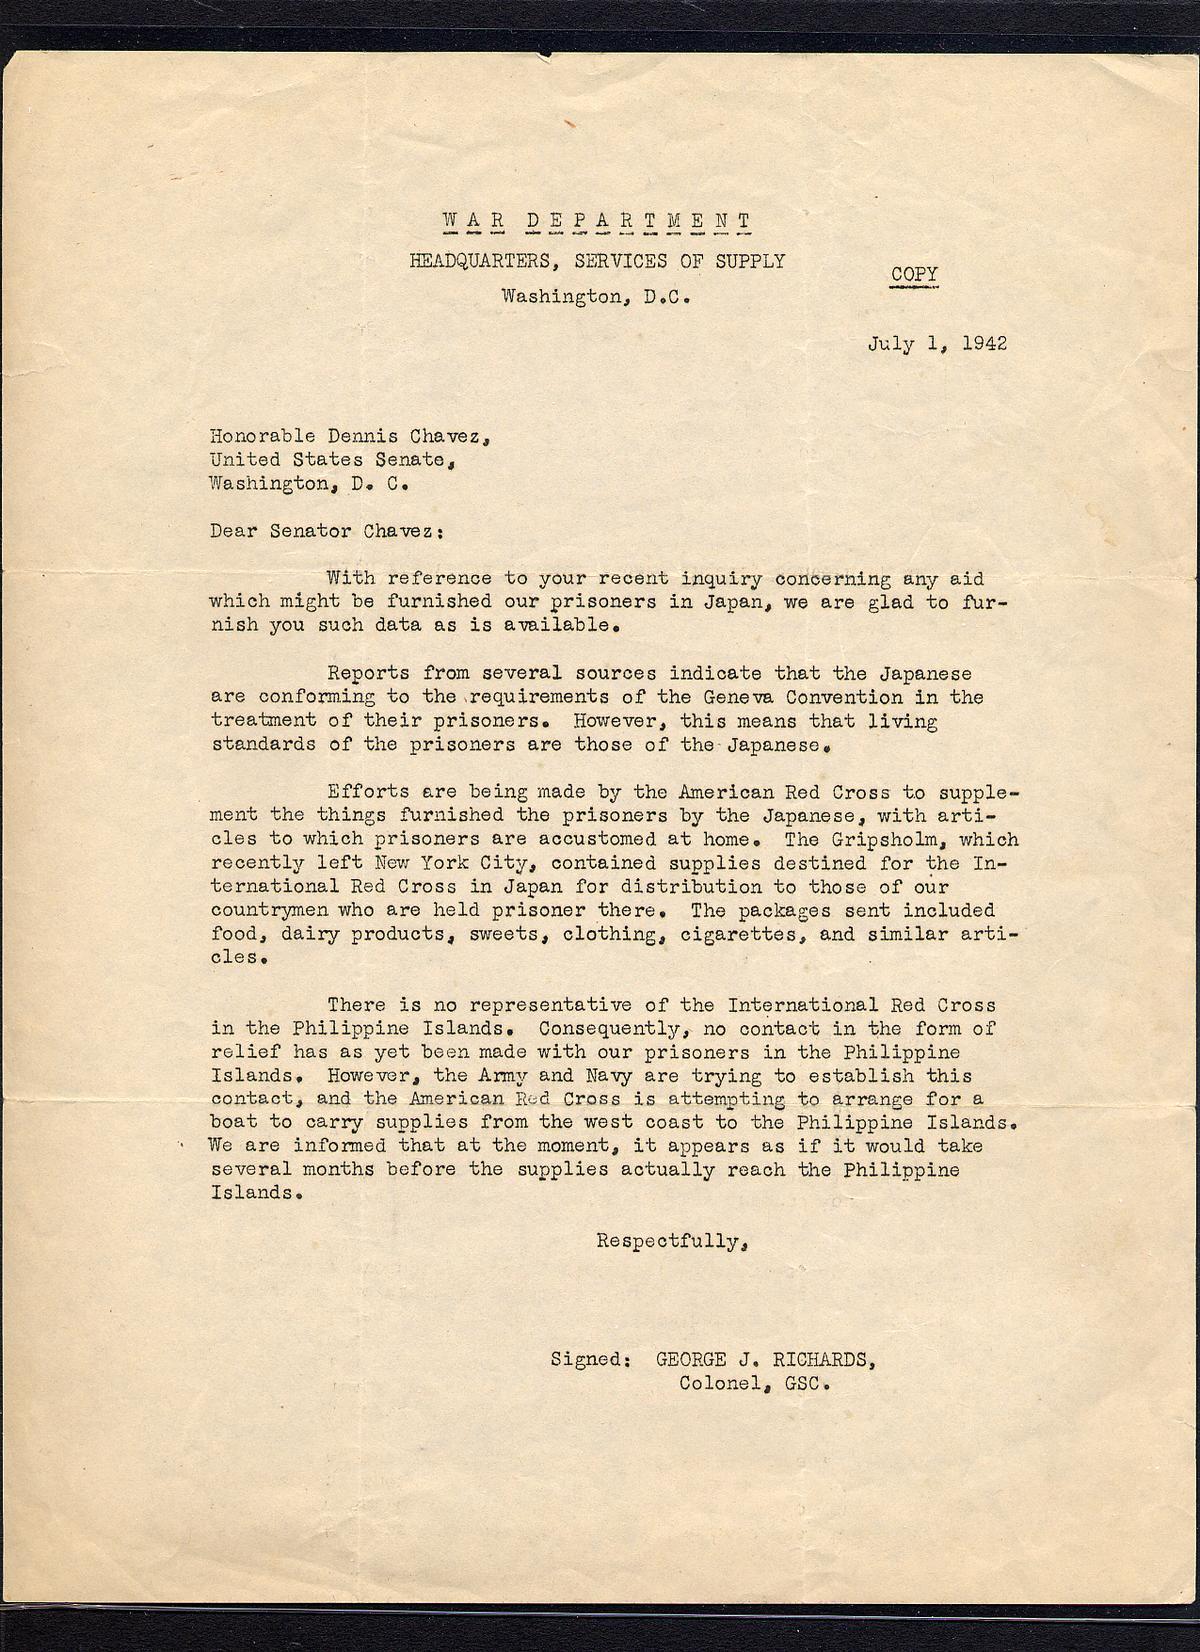 WAR DEPARTMENT
HEADQUARTERS, SERVICES OF SUPPLY
COPY
Washington, D.C.
July 1, 1942
Honorable Dennis Chavez,
United States Senate,
Washington, D. C.
Dear Senator Chavez:
With reference to your recent inquiry concerning any aid
which might be furnished our prisoners in Japan, we are glad to fur-
nish you such data as is available.
Reports from several sources indicate that the Japanese
are conforming to the requirements of the Geneva Convention in the
treatment of their prisoners. However, this means that living
standards of the prisoners are those of the Japanese.
Efforts are being made by the American Red Cross to supple-
ment the things furnished the prisoners by the Japanese, with arti-
cles to which prisoners are accustomed at home. The Gripsholm, which
recently left New York City, contained supplies destined for the In-
ternational Red Cross in Japan for distribution to those of our
countrymen who are held prisoner there. The packages sent included
food, dairy products, sweets, clothing, cigarettes, and similar arti-
cles.
There is no representative of the International Red Cross
in the Philippine Islands. Consequently, no contact in the form of
relief has as yet been made with our prisoners in the Philippine
Islands. However, the Army and Navy are trying to establish this
contact, and the American Red Cross is attempting to arrange for a
boat to carry supplies from the west coast to the Philippine Islands.
We are informed that at the moment, it appears as if it would take
several months before the supplies actually reach the Philippine
Islands.
Respectfully,
Signed: GEORGE J. RICHARDS,
Colonel, GSC.